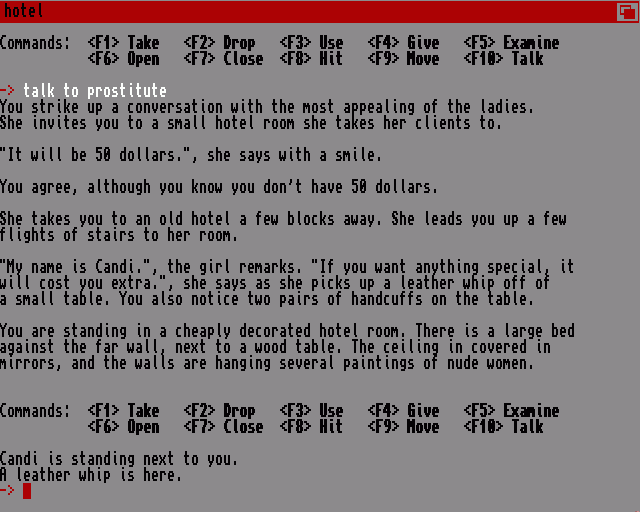 hotel
Commands: <F1> Take <F2> Drop <F3> Use <F4> Give <F5> Examine
<F6> Open <F7> Close <F8> Hit <F9> Move <F10> Talk
-> talk to prostitute
You strike up a conversation with the most appealing of the ladies.
She invites you to a small hotel room she takes her clients to.
"It will be 50 dollars.", she says with a smile.
You agree, although you know you don't have 50 dollars.
She takes you to an old hotel a few blocks away. She leads you up a few
flights of stairs to her room.
"My name is Candi.", the girl remarks. "If you want anything special, it
will cost you extra.", she says as she picks up a leather whip off of
a small table. You also notice two pairs of handcuffs on the table.
You are standing in a cheaply decorated hotel room. There is a large bed
against the far wall, next to a wood table. The ceiling in covered in
mirrors, and the walls are hanging several paintings of nude women.
Commands: <F1> Take <F2> Drop <F3> Use <F4> Give <F5> Examine
<F6> Open <F7> Close <F8> Hit <F9> Move <F10> Talk
Candi is standing next to you.
A leather whip is here.
->